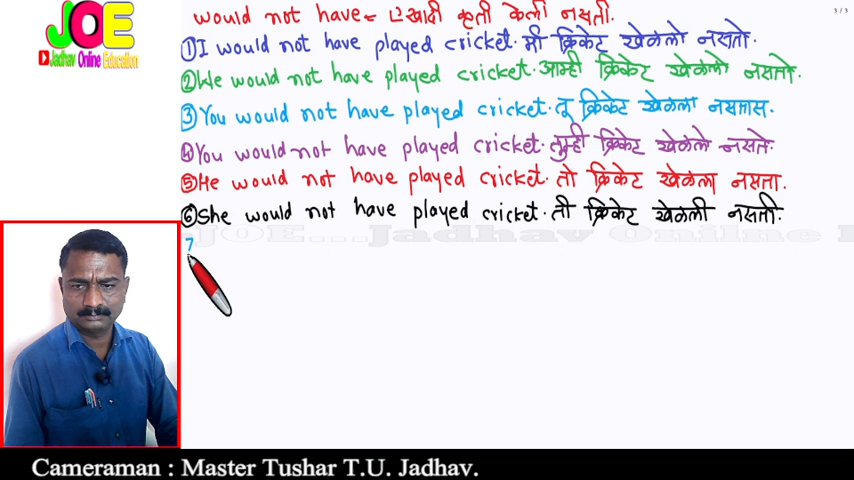 JOE
Jadhav Online Education
3/3
would not have = एखादी कृती केली नसती.
① I would not have played cricket. मी क्रिकेट खेळलो नसतो.
② We would not have played cricket. आम्ही क्रिकेट खेळलो नसतो.
③ You would not have played cricket. तू क्रिकेट खेळला नसतास.
④ You would not have played cricket. तुम्ही क्रिकेट खेळले नसते.
⑤ He would not have played cricket. तो क्रिकेट खेळला नसता.
⑥ She would not have played cricket. ती क्रिकेट खेळली नसती.
JOE...Jadhav Online E
7
Cameraman : Master Tushar T.U. Jadhav.